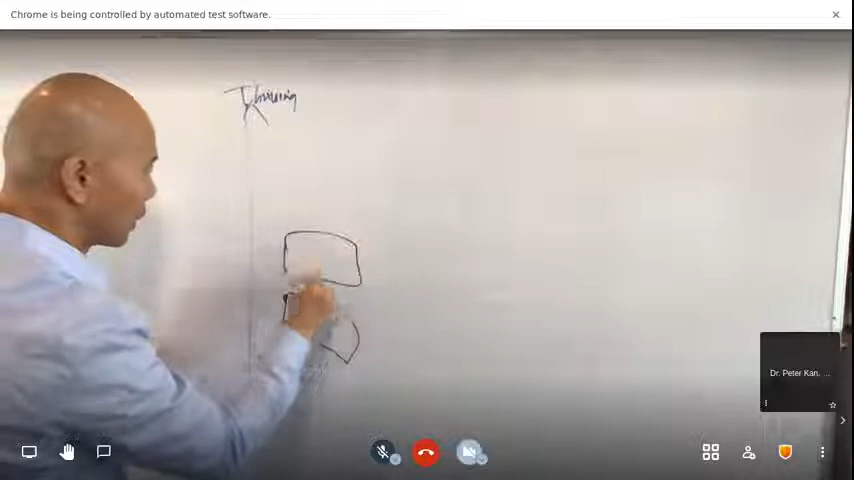 Chrome is being controlled by automated test software.
Dr. Peter Kan. ...